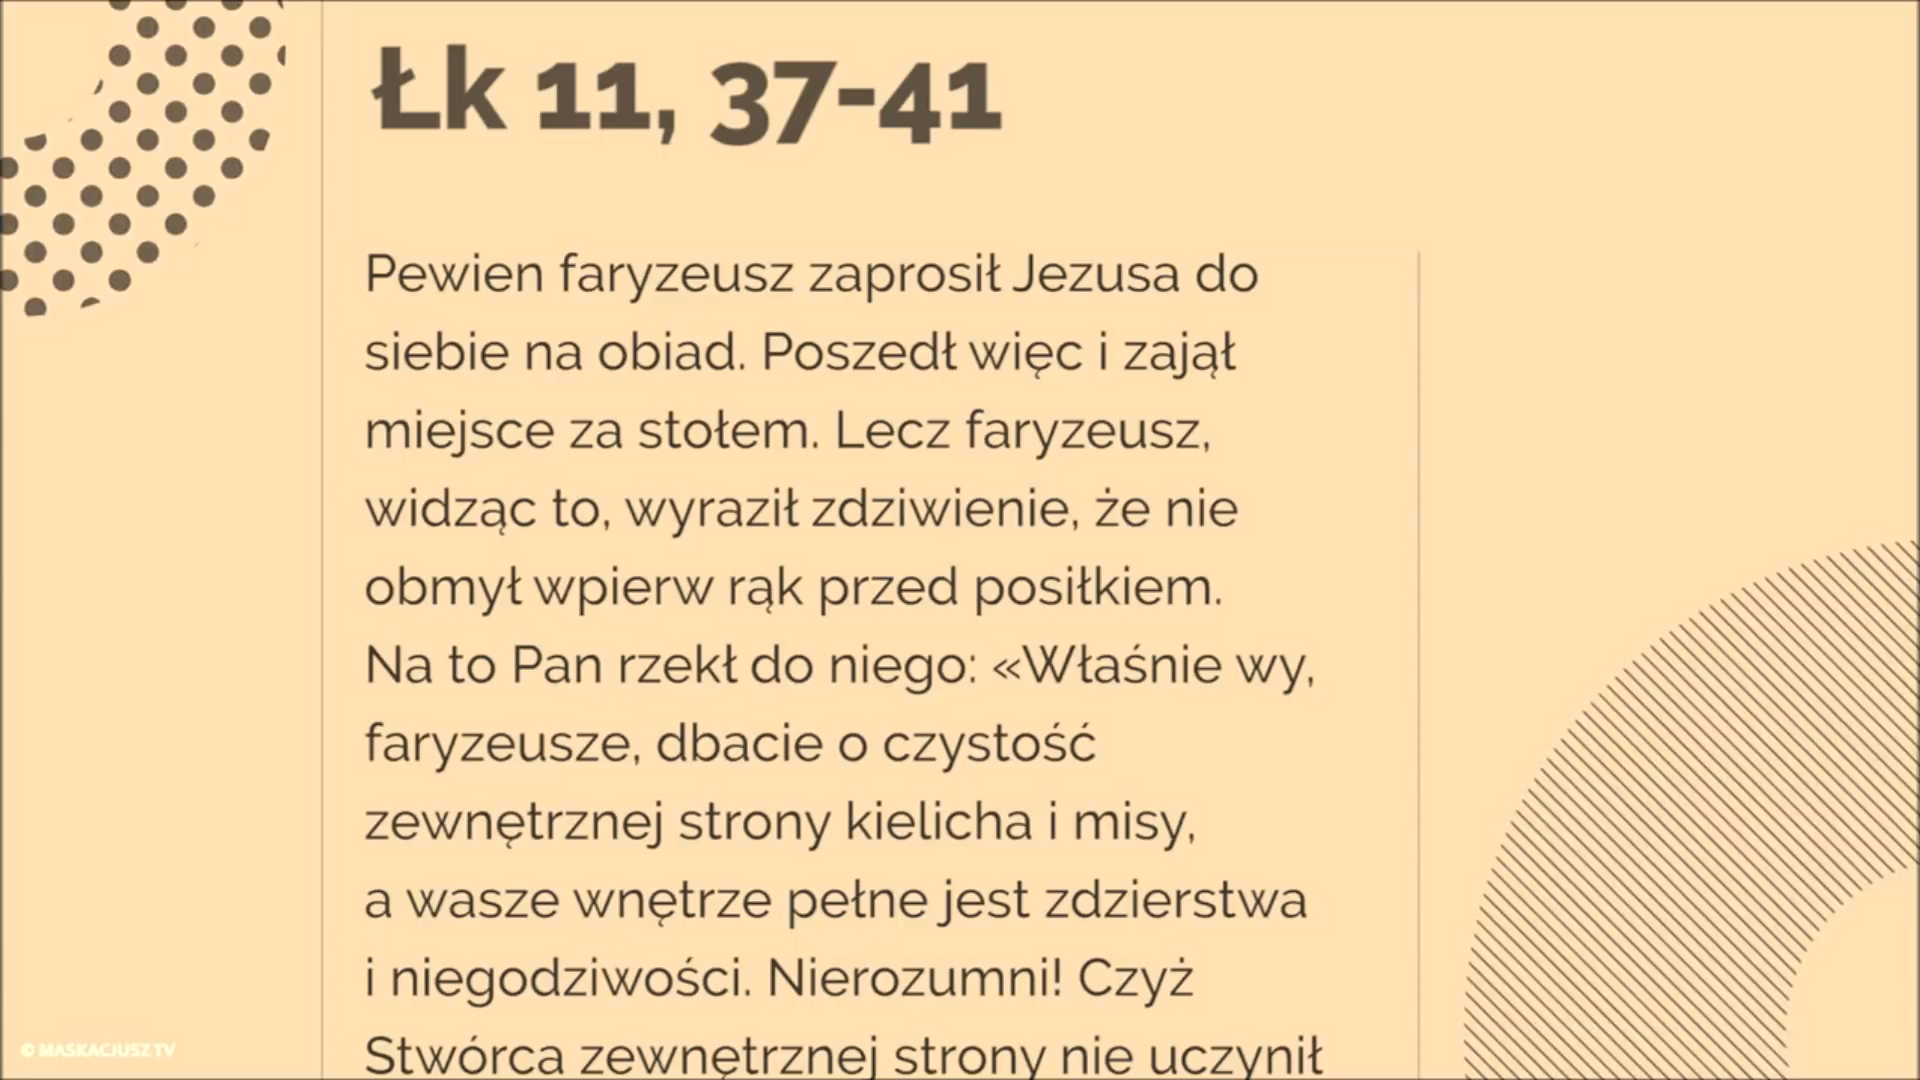 Łk 11, 37-41
Pewien faryzeusz zaprosił Jezusa do
siebie na obiad. Poszedł więc i zajął
miejsce za stołem. Lecz faryzeusz,
widząc to, wyraził zdziwienie, że nie
obmył wpierw rąk przed posiłkiem.
Na to Pan rzekł do niego: «Właśnie wy,
faryzeusze, dbacie o czystość
zewnętrznej strony kielicha i misy,
a wasze wnętrze pełne jest zdzierstwa
i niegodziwości. Nierozumni! Czyż
Stwórca zewnętrznej strony nie uczynił
© MASKACJUSZ TV